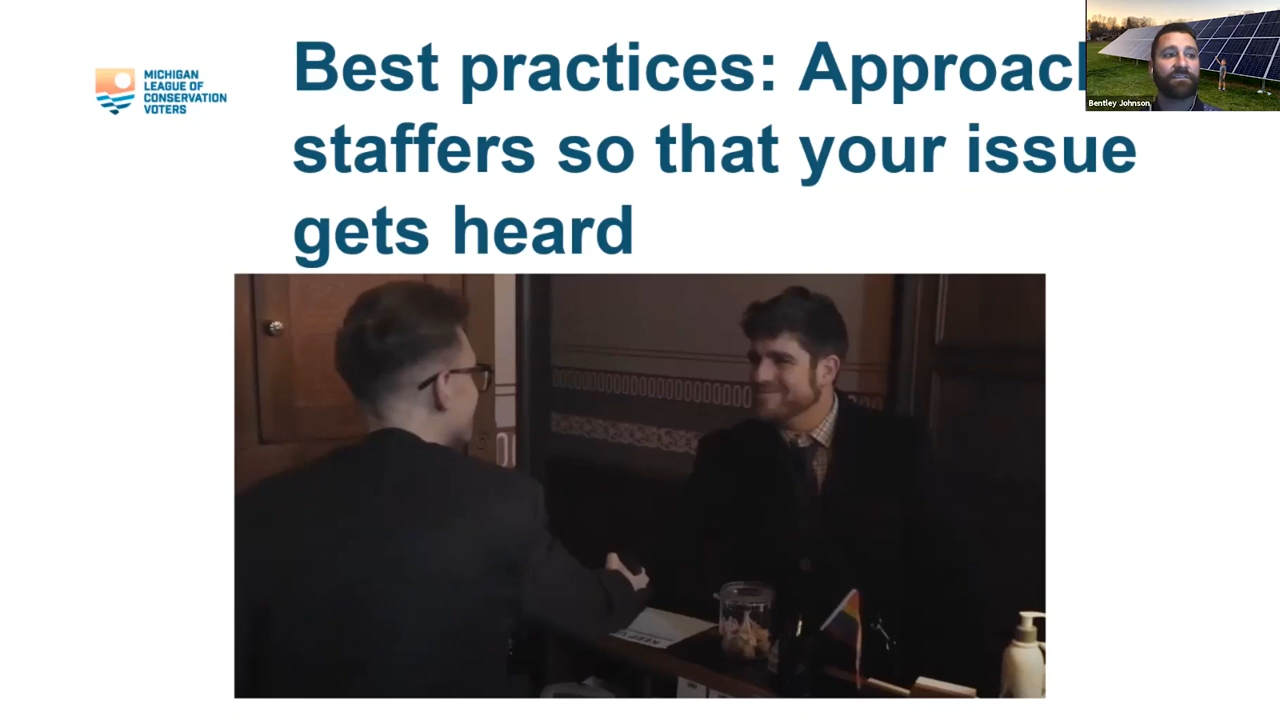 Best practices: Approach
staffers so that your issue
gets heard
MICHIGAN
LEAGUE OF
CONSERVATION
VOTERS
Bentley Johnson